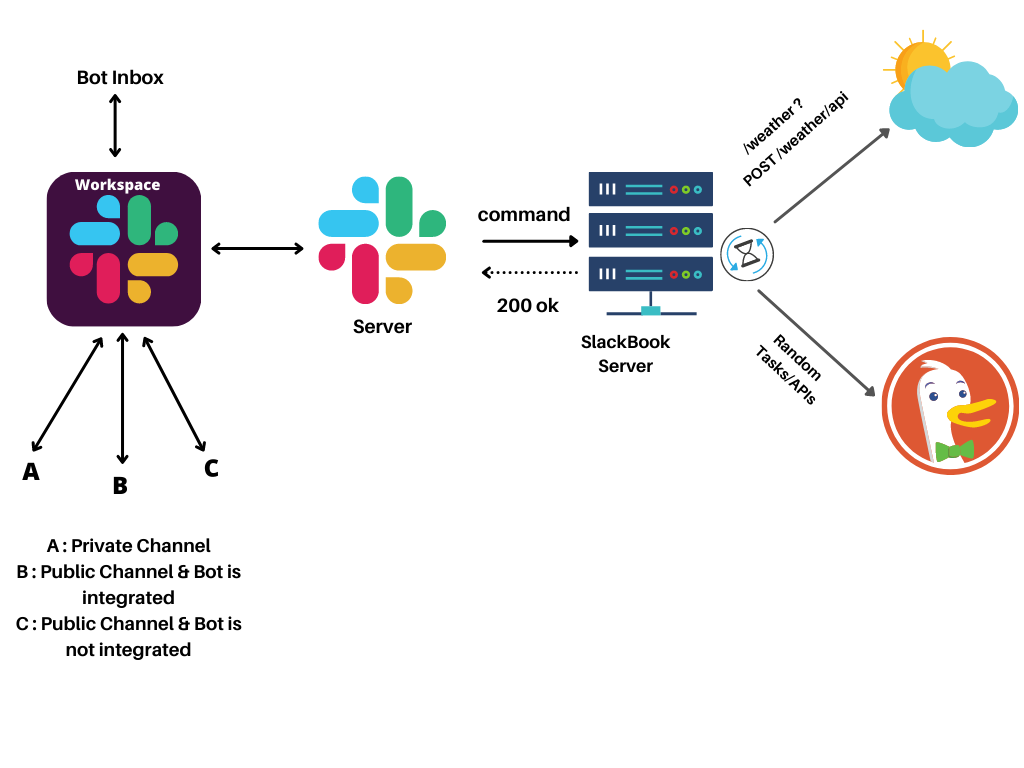 Bot Inbox
Workspace
Server
command
200 ok
SlackBook
Server
/weather ?
POST /weather/api
Random
Tasks/APIs
A
B
C
A : Private Channel
B : Public Channel & Bot is
integrated
C : Public Channel & Bot is
not integrated